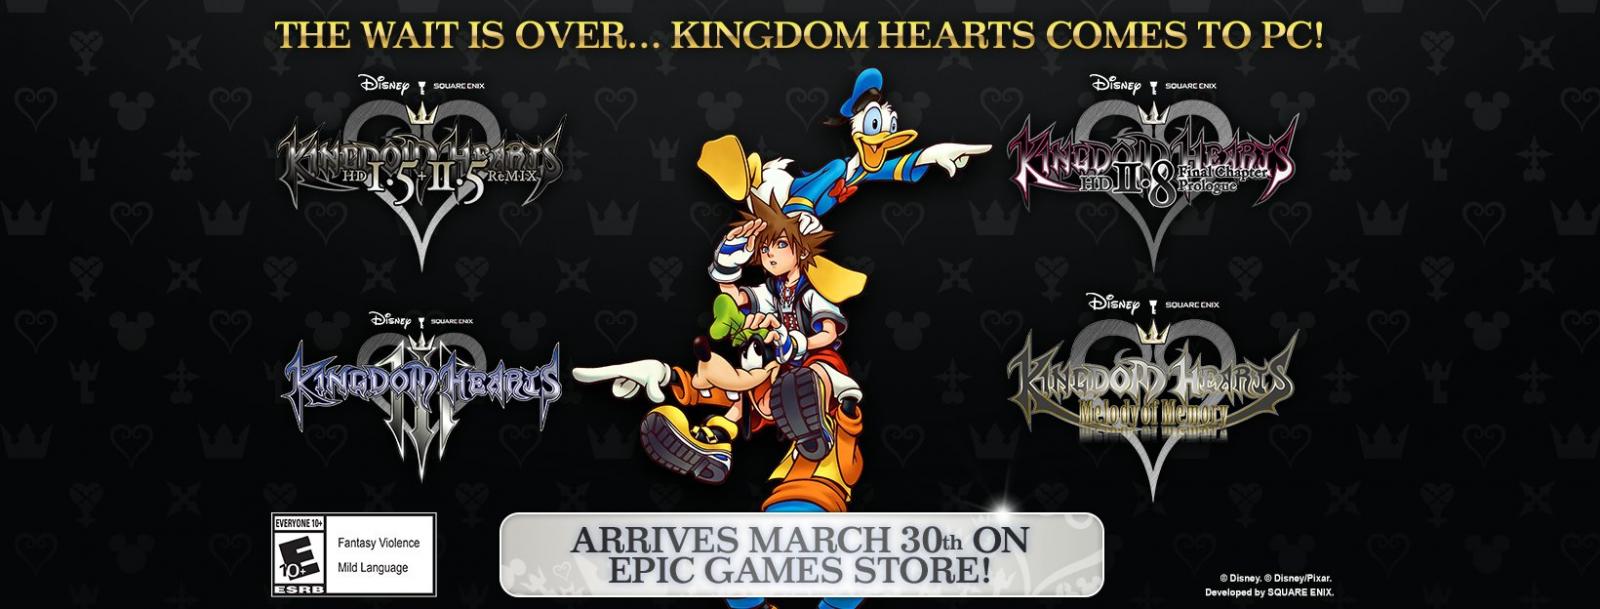 THE WAIT IS OVER... KINGDOM HEARTS COMES TO PC!
Disney SQUARE ENIX
KINGDOM HEARTS
HD I.5+II.5 ReMIX
Disney SQUARE ENIX
KINGDOM HEARTS
HD II.8 Final Chapter
Prologue
Disney SQUARE ENIX
KINGDOM HEARTS
III
Disney SQUARE ENIX
KINGDOM HEARTS
Melody of Memory
EVERYONE 10+
E
10+
ESRB
Fantasy Violence
Mild Language
ARRIVES MARCH 30th ON
EPIC GAMES STORE!
© Disney. © Disney/Pixar.
Developed by SQUARE ENIX.